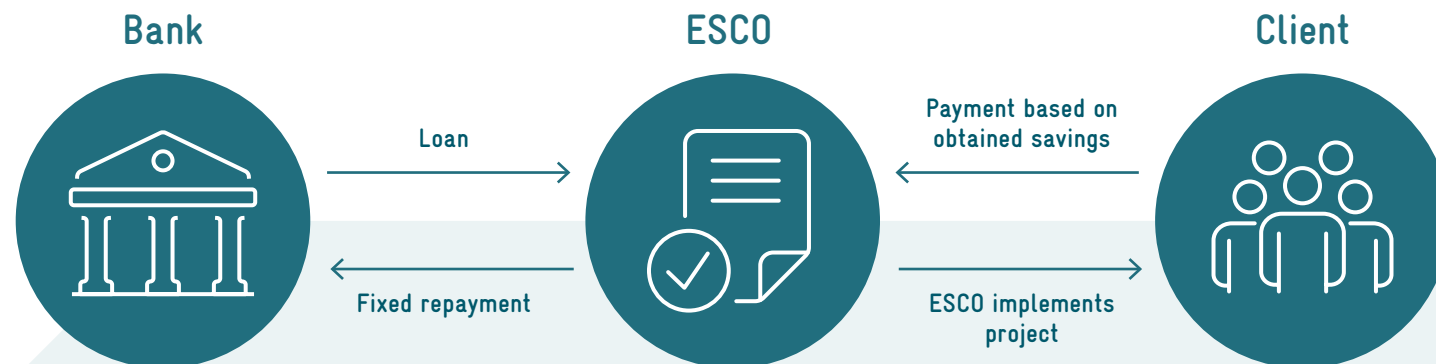 Bank
ESCO
Client
Loan
Payment based on
obtained savings
Fixed repayment
ESCO implements
project